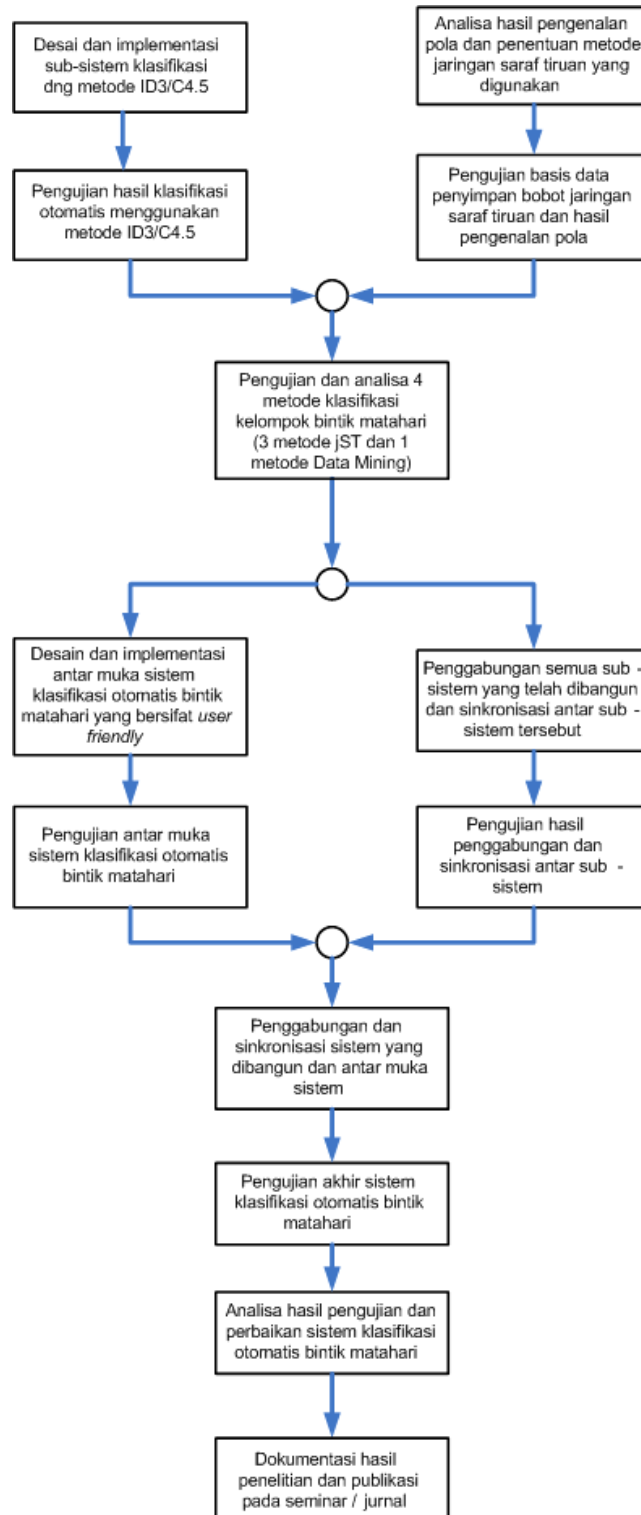 Desai dan implementasi
sub-sistem klasifikasi
dng metode ID3/C4.5
Analisa hasil pengenalan
pola dan penentuan metode
jaringan saraf tiruan yang
digunakan
Pengujian hasil klasifikasi
otomatis menggunakan
metode ID3/C4.5
Pengujian basis data
penyimpan bobot jaringan
saraf tiruan dan hasil
pengenalan pola
Pengujian dan analisa 4
metode klasifikasi
kelompok bintik matahari
(3 metode jST dan 1
metode Data Mining)
Desain dan implementasi
antar muka sistem
klasifikasi otomatis bintik
matahari yang bersifat user
friendly
Penggabungan semua sub -
sistem yang telah dibangun
dan sinkronisasi antar sub -
sistem tersebut
Pengujian antar muka
sistem klasifikasi otomatis
bintik matahari
Pengujian hasil
penggabungan dan
sinkronisasi antar sub -
sistem
Penggabungan dan
sinkronisasi sistem yang
dibangun dan antar muka
sistem
Pengujian akhir sistem
klasifikasi otomatis bintik
matahari
Analisa hasil pengujian dan
perbaikan sistem klasifikasi
otomatis bintik matahari
Dokumentasi hasil
penelitian dan publikasi
pada seminar / jurnal